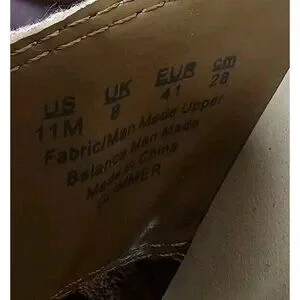 US UK EUR cm
11M 8 41 28
Fabric/Man Made Upper
Balance Man Made
Made in China